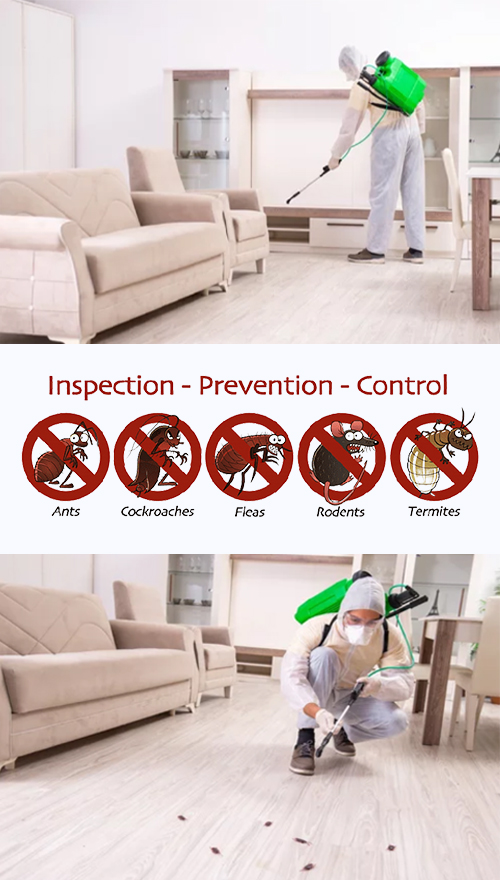 Inspection - Prevention - Control
Ants Cockroaches Fleas Rodents Termites